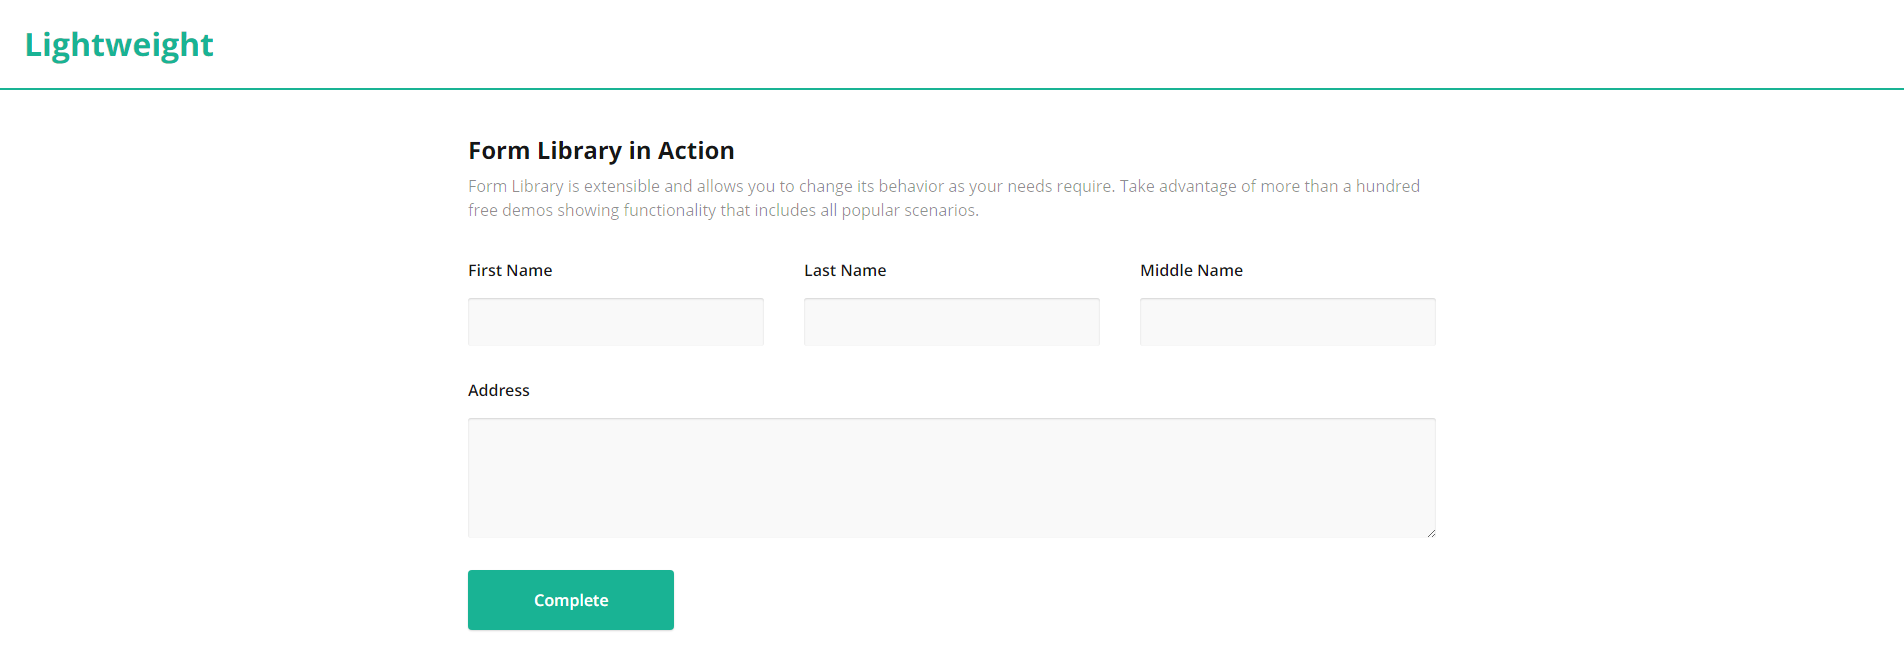 Lightweight
Form Library in Action
Form Library is extensible and allows you to change its behavior as your needs require. Take advantage of more than a hundred
free demos showing functionality that includes all popular scenarios.
First Name
Last Name
Middle Name
Address
Complete